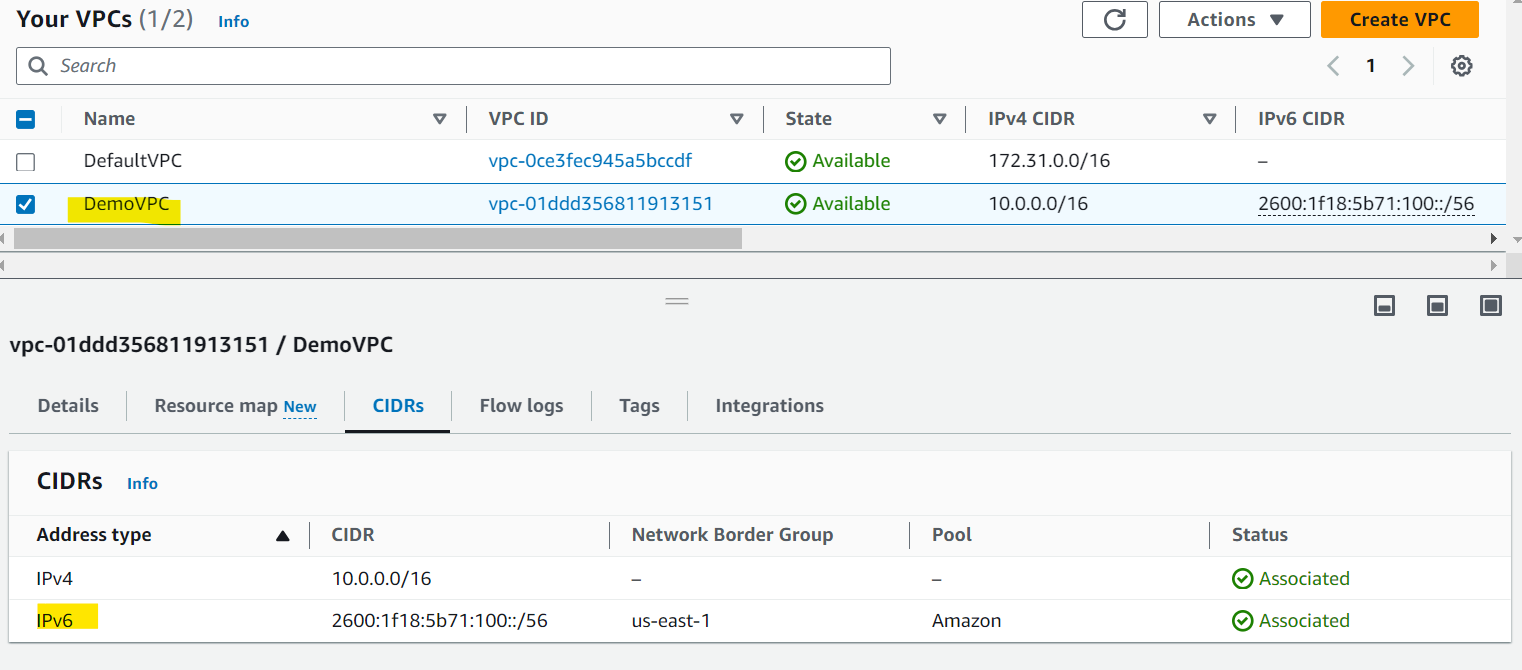 Your VPCs (1/2) Info Actions Create VPC
Search 1
Name VPC ID State IPv4 CIDR IPv6 CIDR
DefaultVPC vpc-0ce3fec945a5bccdf Available 172.31.0.0/16 –
DemoVPC vpc-01ddd356811913151 Available 10.0.0.0/16 2600:1f18:5b71:100::/56
vpc-01ddd356811913151 / DemoVPC
Details Resource map New CIDRs Flow logs Tags Integrations
CIDRs Info
Address type CIDR Network Border Group Pool Status
IPv4 10.0.0.0/16 – – Associated
IPv6 2600:1f18:5b71:100::/56 us-east-1 Amazon Associated